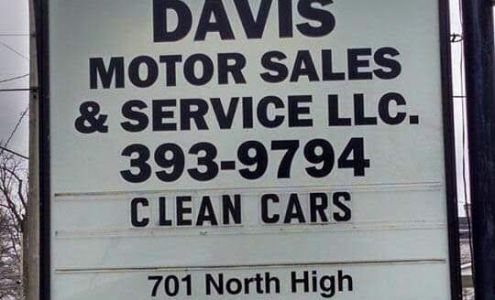 DAVIS
MOTOR SALES
& SERVICE LLC.
393-9794
CLEAN CARS
701 North High